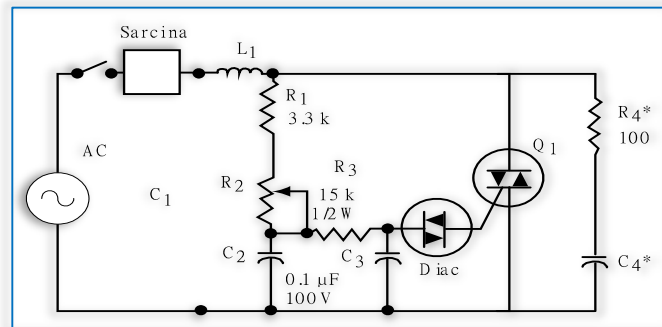 Sarcina
L1
R1
3.3 k
R4*
100
Q1
AC
R3
R2
15 k
1/2 W
C1
C2
C3
Diac
C4*
0.1 µF
100V